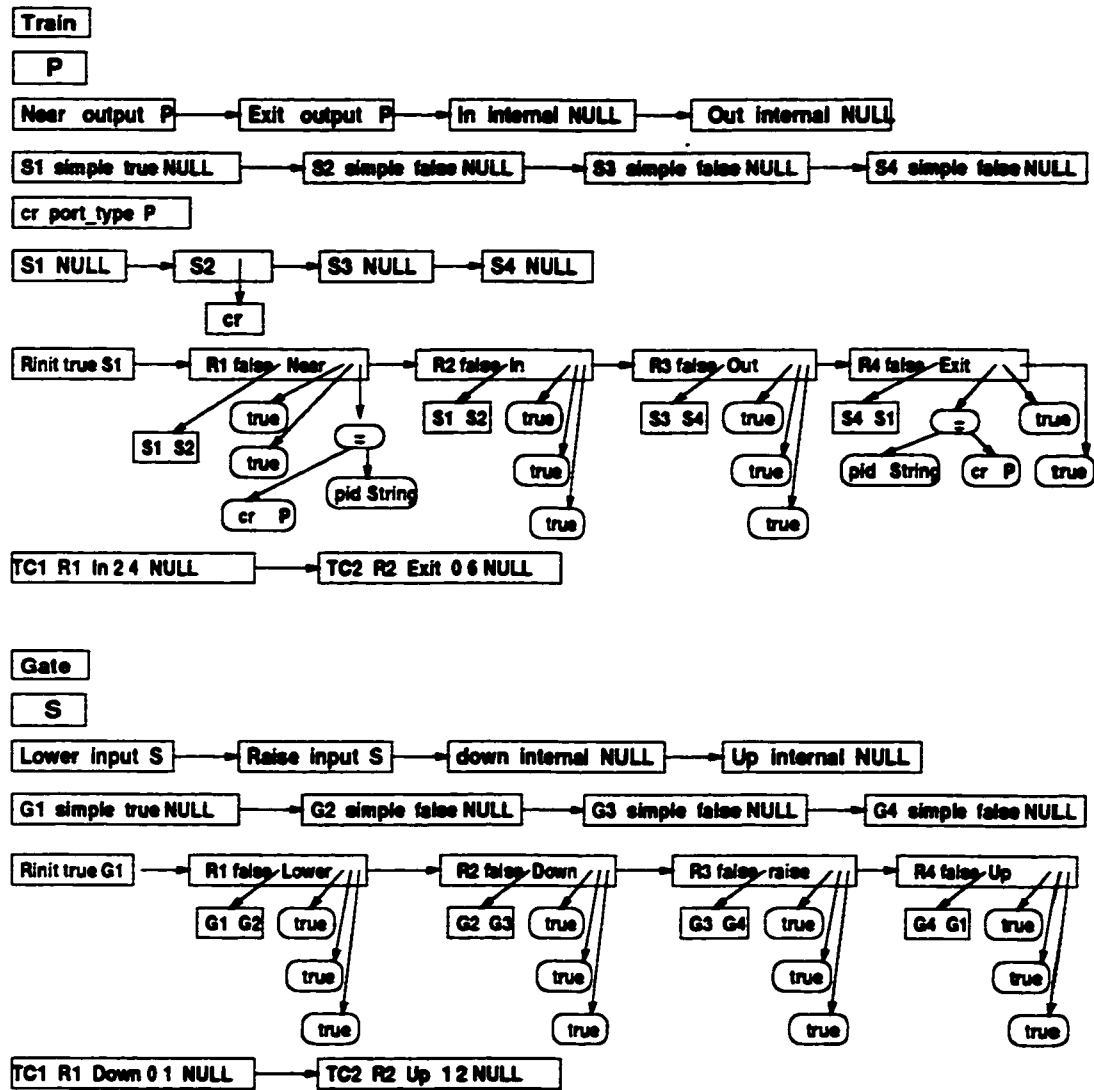 Train
P
Near output P Exit output P In internal NULL Out internal NULL
S1 simple true NULL S2 simple false NULL S3 simple false NULL S4 simple false NULL
cr port_type P
S1 NULL S2 S3 NULL S4 NULL
cr
Rinit true S1 R1 false Near R2 false In R3 false Out R4 false Exit
true S1 S2 true S3 S4 true S4 S1 true
S1 S2 = =
true true true pid String cr P true
pid String
cr P true true
TC1 R1 In 2 4 NULL TC2 R2 Exit 0 6 NULL
Gate
S
Lower input S Raise input S down internal NULL Up internal NULL
G1 simple true NULL G2 simple false NULL G3 simple false NULL G4 simple false NULL
Rinit true G1 R1 false Lower R2 false Down R3 false raise R4 false Up
G1 G2 true G2 G3 true G3 G4 true G4 G1 true
true true true true
true true true true
TC1 R1 Down 0 1 NULL TC2 R2 Up 1 2 NULL